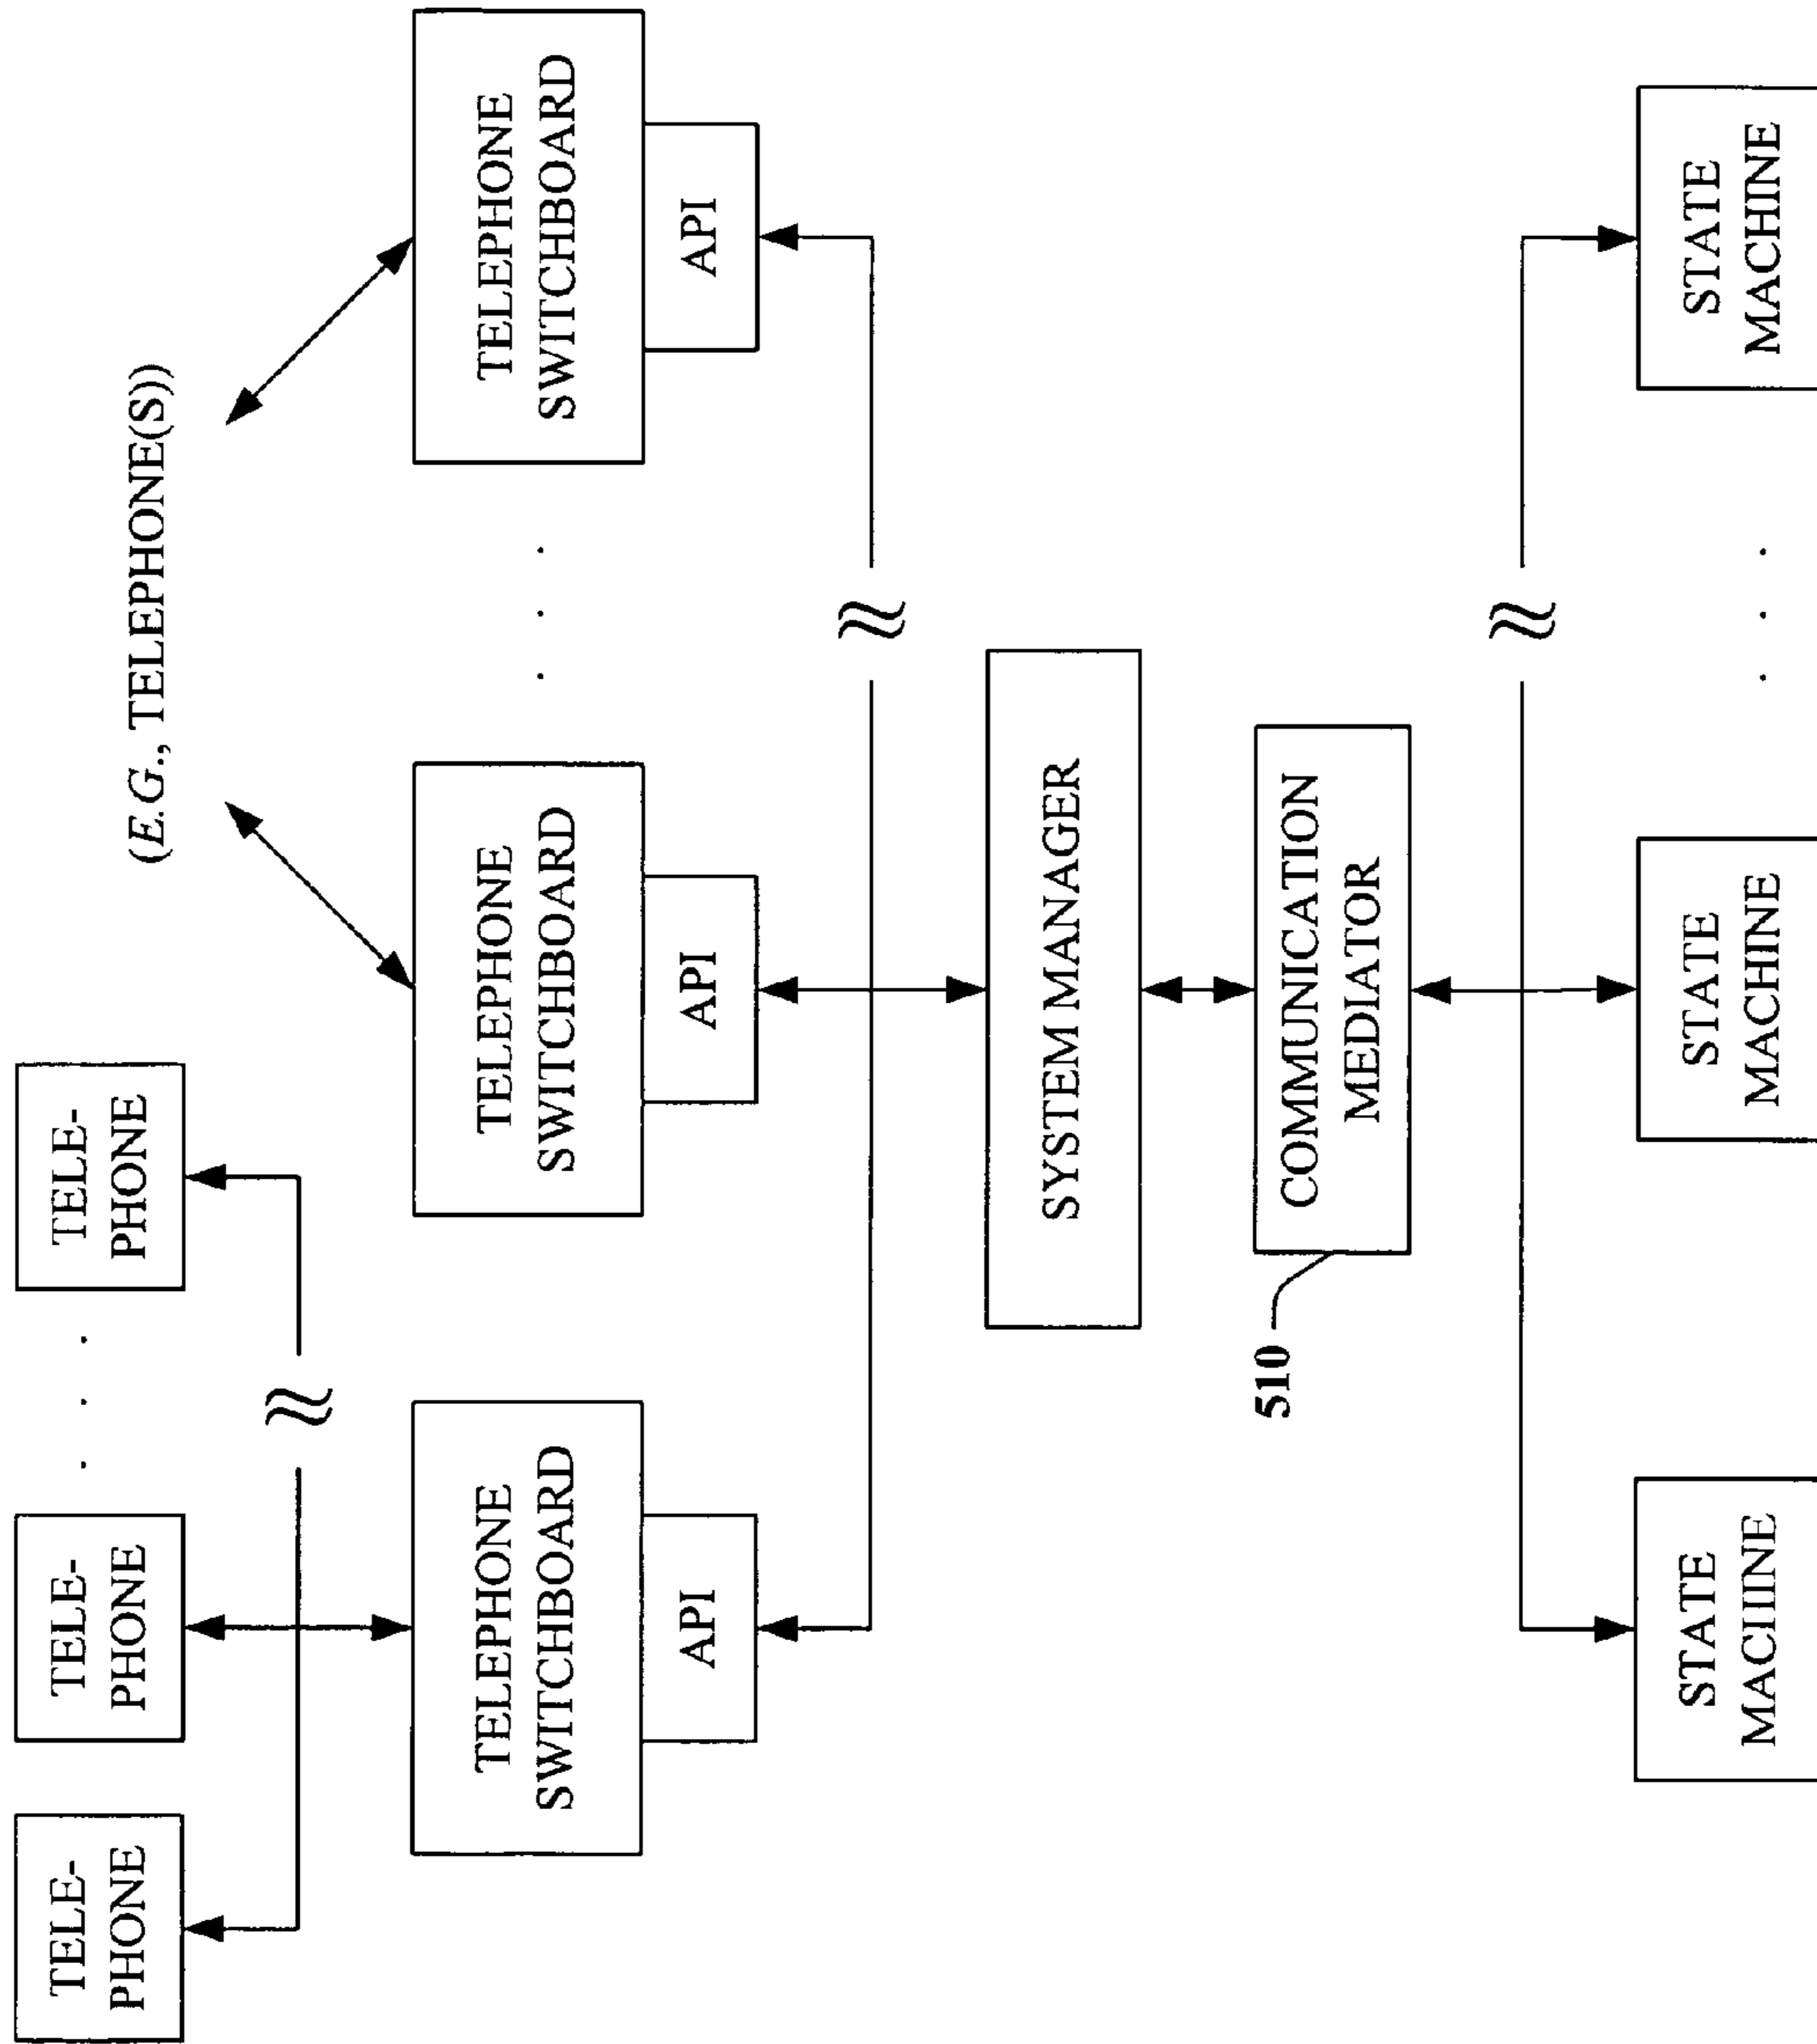 TELE-
PHONE
TELE-
PHONE
. . .
TELE-
PHONE
(E.G., TELEPHONE(S))
TELEPHONE
SWITCHBOARD
API
TELEPHONE
SWITCHBOARD
API
. . .
TELEPHONE
SWITCHBOARD
API
SYSTEM MANAGER
510
COMMUNICATION
MEDIATOR
STATE
MACHINE
STATE
MACHINE
. . .
STATE
MACHINE